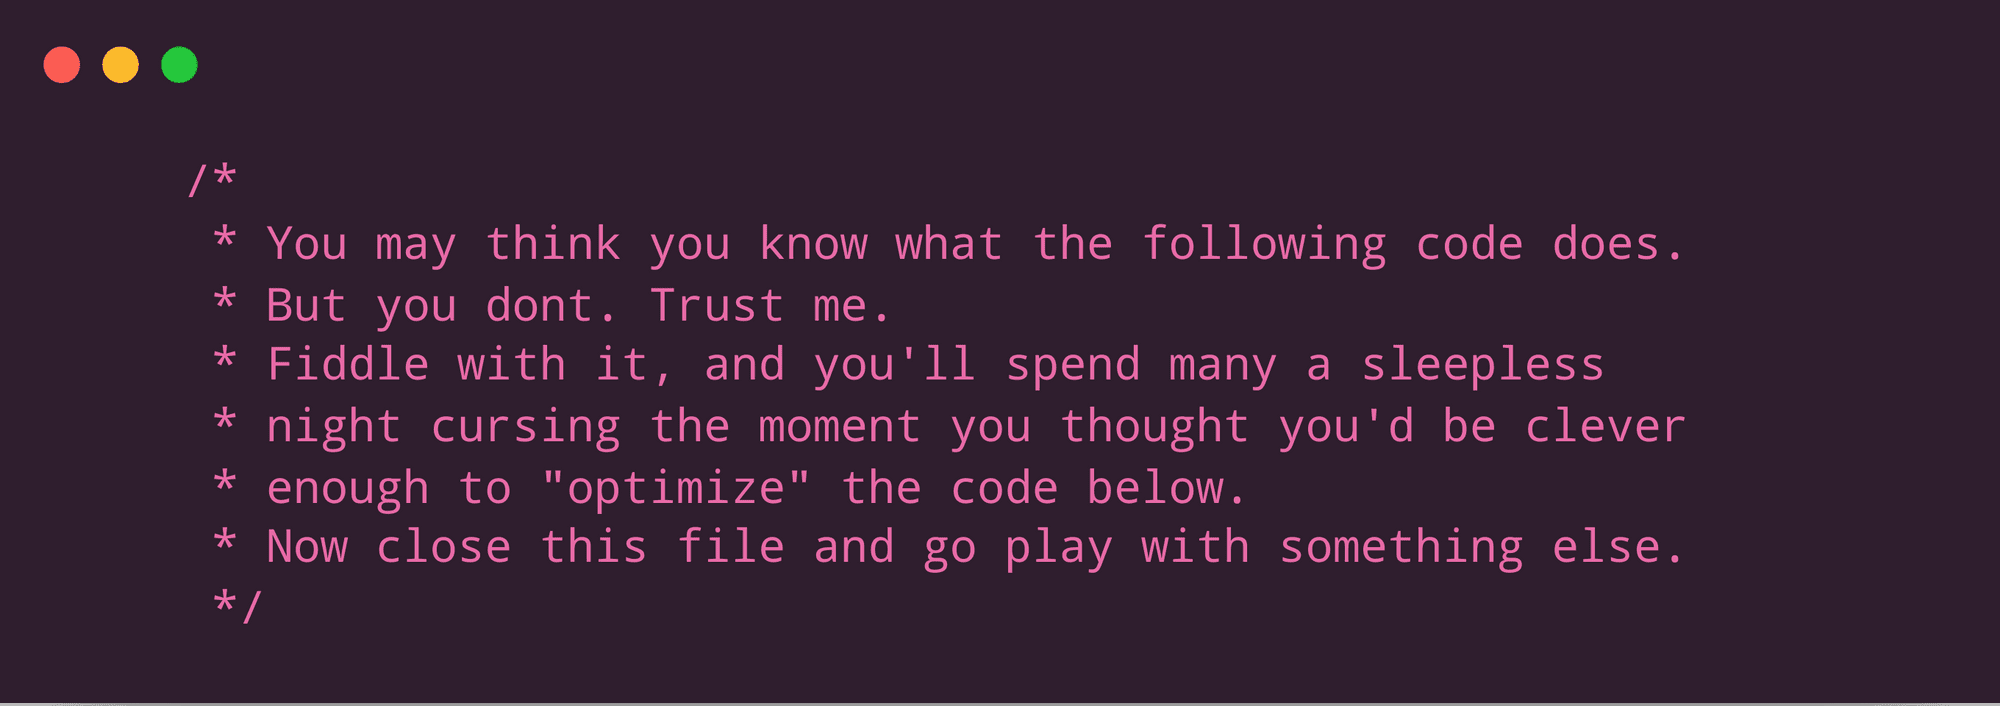 /*
 * You may think you know what the following code does.
 * But you dont. Trust me.
 * Fiddle with it, and you'll spend many a sleepless
 * night cursing the moment you thought you'd be clever
 * enough to "optimize" the code below.
 * Now close this file and go play with something else.
 */